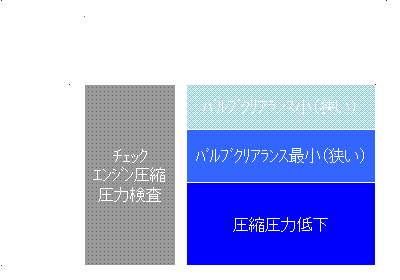 バルブクリアランス小(狭い)
チェック
エンジン圧縮
圧力検査
バルブクリアランス最小(狭い)
圧縮圧力低下